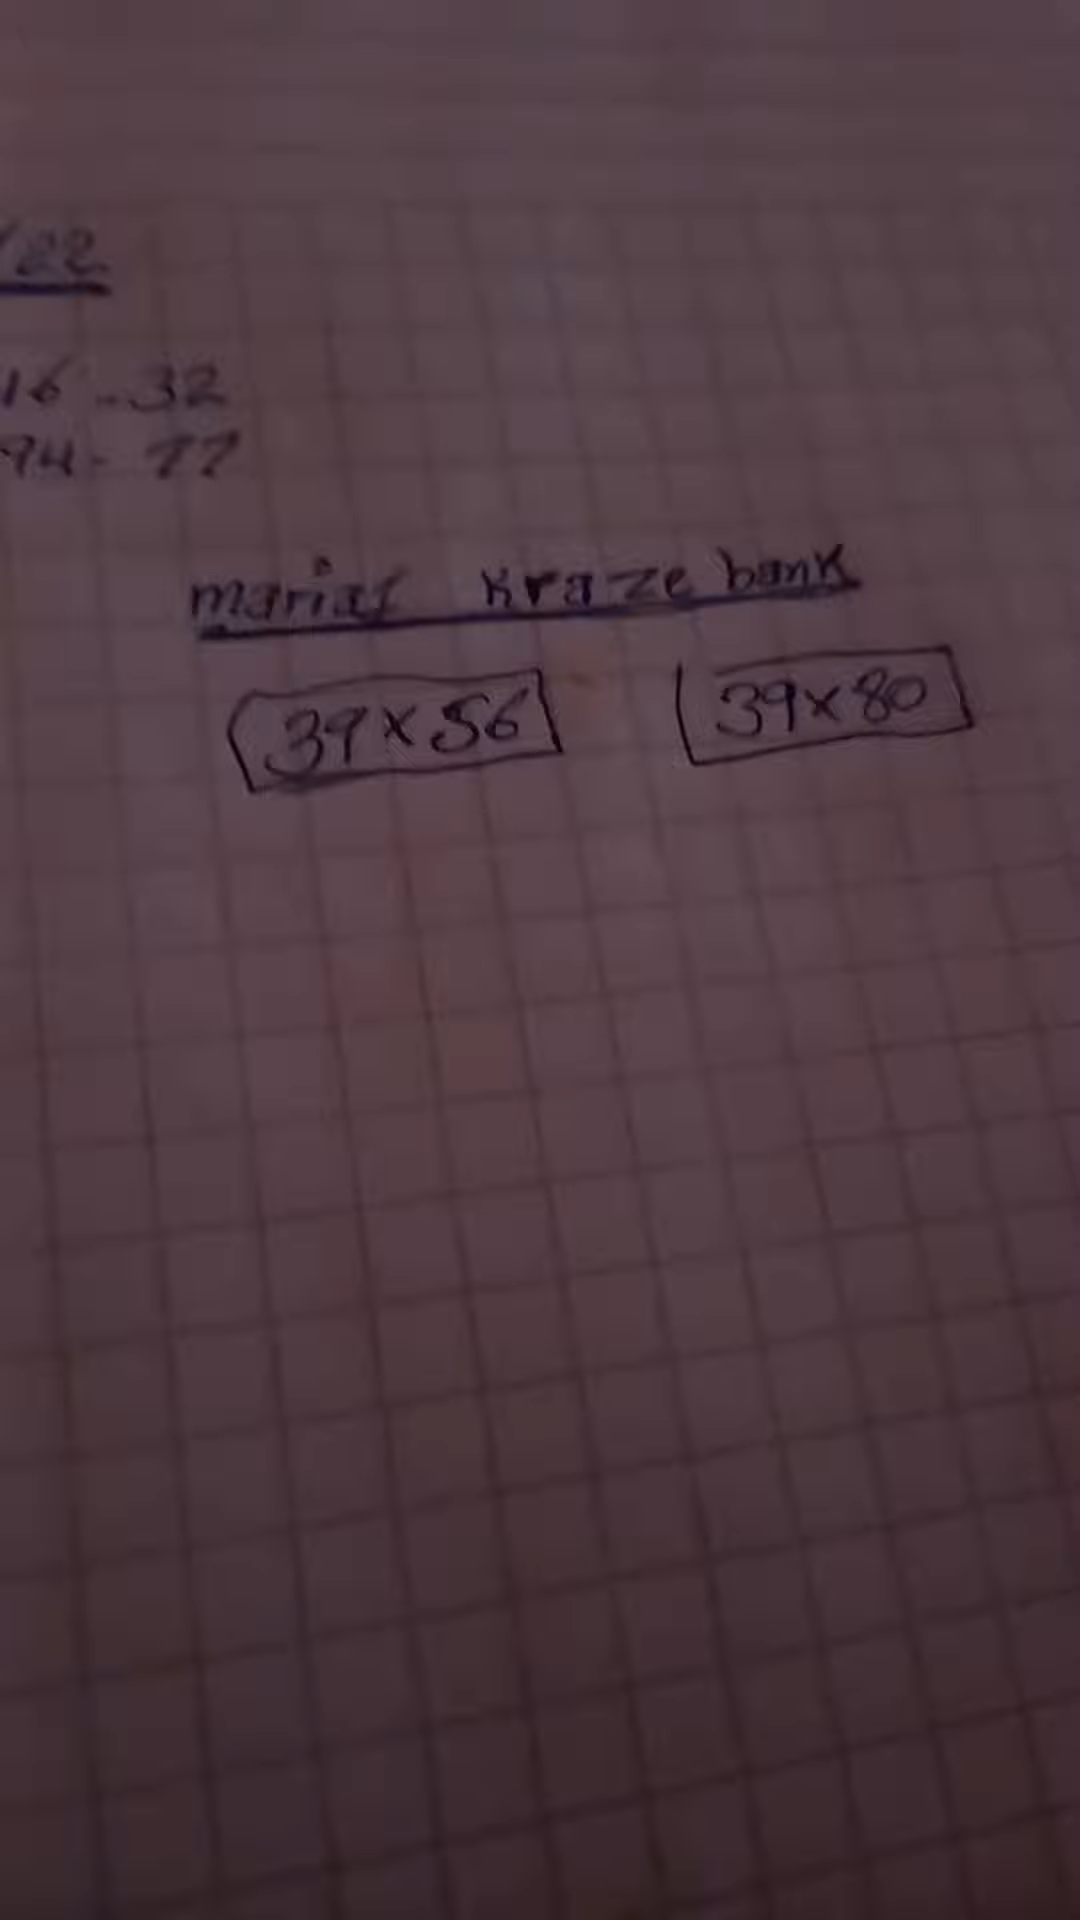 /22
16 - 32
94 - 77
marias Kraze bank
39 x 56 39 x 80